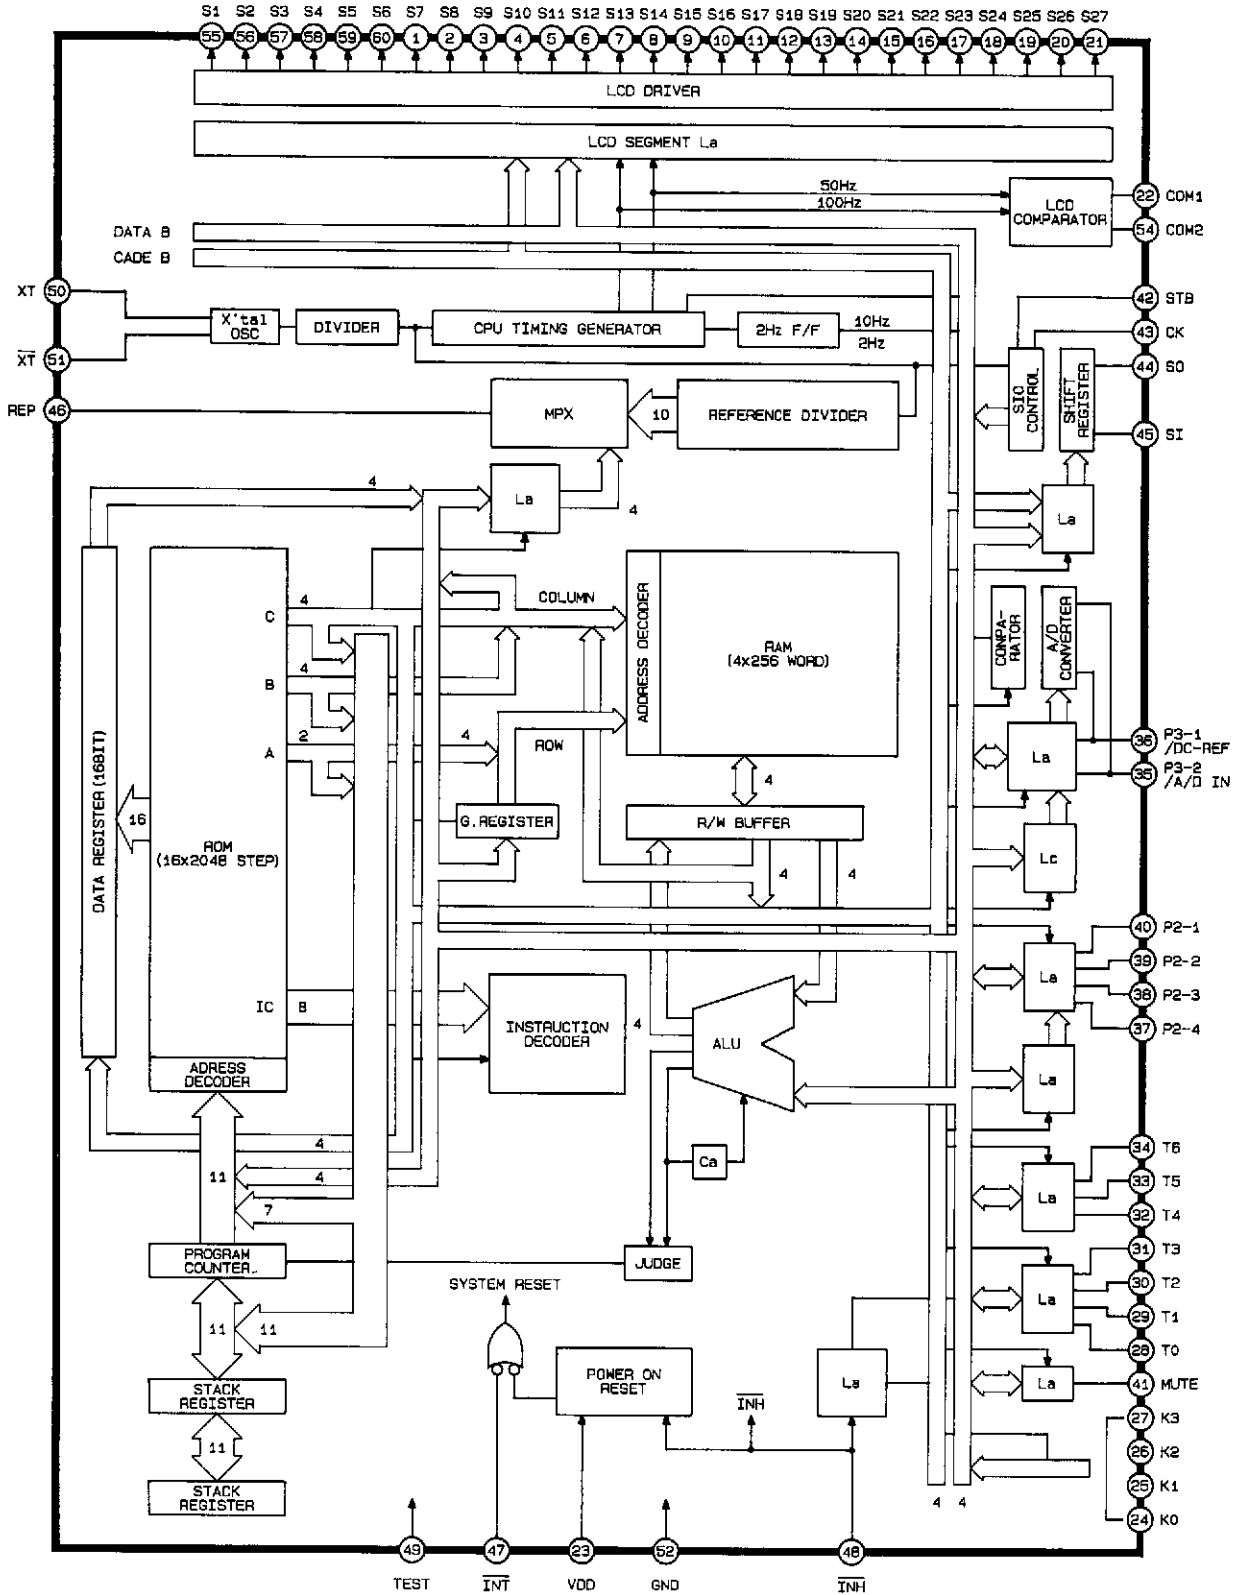 S1 S2 S3 S4 S5 S6 S7 S8 S9 S10 S11 S12 S13 S14 S15 S16 S17 S18 S19 S20 S21 S22 S23 S24 S25 S26 S27
55 56 57 58 59 60 1 2 3 4 5 6 7 8 9 10 11 12 13 14 15 16 17 18 19 20 21
LCD DRIVER
LCD SEGMENT La
50Hz
100Hz
LCD
COMPARATOR
22 COM1
54 COM2
DATA B
CADE B
XT 50
X'tal
OSC
DIVIDER
CPU TIMING GENERATOR
2Hz F/F
10Hz
2Hz
42 STB
43 CK
XT 51
44 SO
REP 46
MPX
10
REFERENCE DIVIDER
SIO
CONTROL
SHIFT
REGISTER
45 SI
4
La
4
La
DATA REGISTER (16BIT)
16
ROM
(16x2048 STEP)
C
4
B
4
A
2
4
COLUMN
ROW
ADDRESS DECODER
RAM
(4x256 WORD)
CONPA-
RATOR
A/D
CONVERTER
La
36 P3-1
/DC-REF
35 P3-2
/A/D IN
4
G.REGISTER
R/W BUFFER
4
4
Lc
40 P2-1
39 P2-2
38 P2-3
37 P2-4
La
IC 8
INSTRUCTION
DECODER
4
ALU
La
ADRESS
DECODER
4
4
11
7
Ca
La
34 T6
33 T5
32 T4
PROGRAM
COUNTER
JUDGE
31 T3
30 T2
29 T1
28 T0
La
SYSTEM RESET
11
11
POWER ON
RESET
La
INH
La
41 MUTE
STACK
REGISTER
11
STACK
REGISTER
27 K3
26 K2
25 K1
24 K0
4 4
49 47 23 52 48
TEST INT VDD GND INH